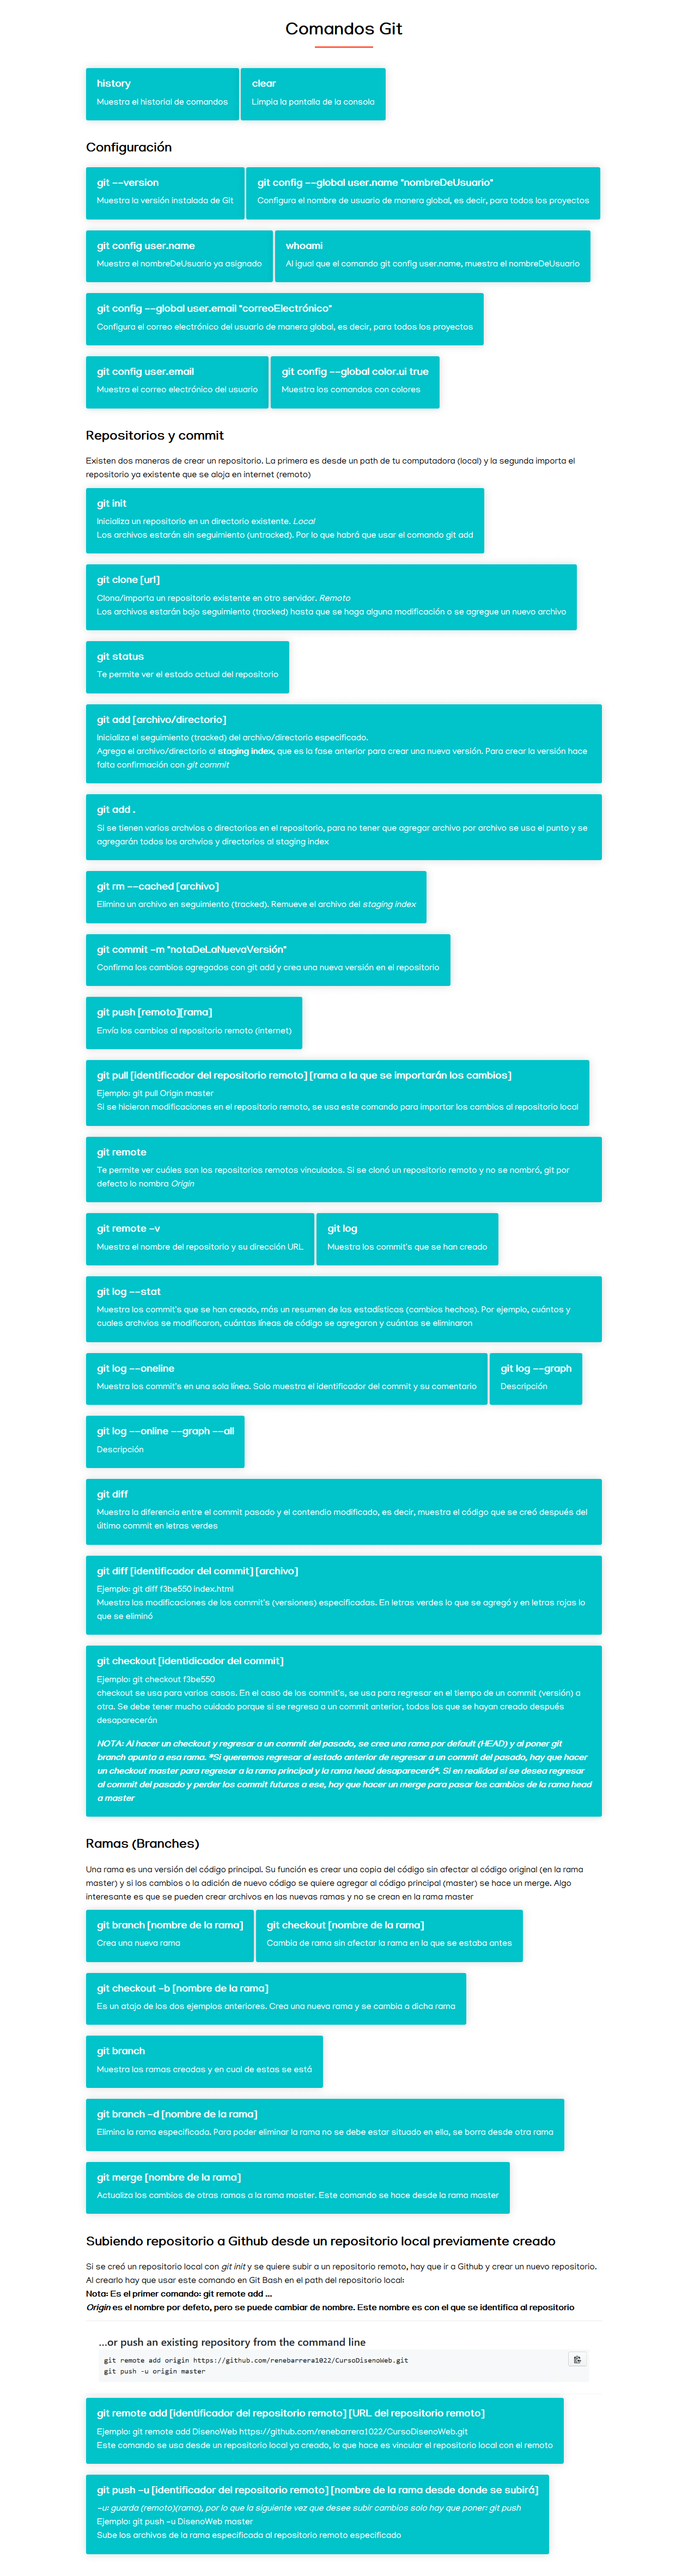 Comandos Git
history
Muestra el historial de comandos
clear
Limpia la pantalla de la consola
Configuración
git --version
Muestra la versión instalada de Git
git config --global user.name "nombreDeUsuario"
Configura el nombre de usuario de manera global, es decir, para todos los proyectos
git config user.name
Muestra el nombreDeUsuario ya asignado
whoami
Al igual que el comando git config user.name, muestra el nombreDeUsuario
git config --global user.email "correoElectrónico"
Configura el correo electrónico del usuario de manera global, es decir, para todos los proyectos
git config user.email
Muestra el correo electrónico del usuario
git config --global color.ui true
Muestra los comandos con colores
Repositorios y commit
Existen dos maneras de crear un repositorio. La primera es desde un path de tu computadora (local) y la segunda importa el
repositorio ya existente que se aloja en internet (remoto)
git init
Inicializa un repositorio en un directorio existente. Local
Los archivos estarán sin seguimiento (untracked). Por lo que habrá que usar el comando git add
git clone [url]
Clona/importa un repositorio existente en otro servidor. Remoto
Los archivos estarán bajo seguimiento (tracked) hasta que se haga alguna modificación o se agregue un nuevo archivo
git status
Te permite ver el estado actual del repositorio
git add [archivo/directorio]
Inicializa el seguimiento (tracked) del archivo/directorio especificado.
Agrega el archivo/directorio al staging index, que es la fase anterior para crear una nueva versión. Para crear la versión hace
falta confirmación con git commit
git add .
Si se tienen varios archvios o directorios en el repositorio, para no tener que agregar archivo por archivo se usa el punto y se
agregarán todos los archvios y directorios al staging index
git rm --cached [archivo]
Elimina un archivo en seguimiento (tracked). Remueve el archivo del staging index
git commit -m "notaDeLaNuevaVersión"
Confirma los cambios agregados con git add y crea una nueva versión en el repositorio
git push [remoto][rama]
Envía los cambios al repositorio remoto (internet)
git pull [identificador del repositorio remoto] [rama a la que se importarán los cambios]
Ejemplo: git pull Origin master
Si se hicieron modificaciones en el repositorio remoto, se usa este comando para importar los cambios al repositorio local
git remote
Te permite ver cuáles son los repositorios remotos vinculados. Si se clonó un repositorio remoto y no se nombró, git por
defecto lo nombra Origin
git remote -v
Muestra el nombre del repositorio y su dirección URL
git log
Muestra los commit's que se han creado
git log --stat
Muestra los commit's que se han creado, más un resumen de las estadísticas (cambios hechos). Por ejemplo, cuántos y
cuales archvios se modificaron, cuántas líneas de código se agregaron y cuántas se eliminaron
git log --oneline
Muestra los commit's en una sola línea. Solo muestra el identificador del commit y su comentario
git log --graph
Descripción
git log --online --graph --all
Descripción
git diff
Muestra la diferencia entre el commit pasado y el contendio modificado, es decir, muestra el código que se creó después del
último commit en letras verdes
git diff [identificador del commit] [archivo]
Ejemplo: git diff f3be550 index.html
Muestra las modificaciones de los commit's (versiones) especificadas. En letras verdes lo que se agregó y en letras rojas lo
que se eliminó
git checkout [identidicador del commit]
Ejemplo: git checkout f3be550
checkout se usa para varios casos. En el caso de los commit's, se usa para regresar en el tiempo de un commit (versión) a
otra. Se debe tener mucho cuidado porque si se regresa a un commit anterior, todos los que se hayan creado después
desaparecerán
NOTA: Al hacer un checkout y regresar a un commit del pasado, se crea una rama por default (HEAD) y al poner git
branch apunta a esa rama. *Si queremos regresar al estado anterior de regresar a un commit del pasado, hay que hacer
un checkout master para regresar a la rama principal y la rama head desaparecerá*. Si en realidad si se desea regresar
al commit del pasado y perder los commit futuros a ese, hay que hacer un merge para pasar los cambios de la rama head
a master
Ramas (Branches)
Una rama es una versión del código principal. Su función es crear una copia del código sin afectar al código original (en la rama
master) y si los cambios o la adición de nuevo código se quiere agregar al código principal (master) se hace un merge. Algo
interesante es que se pueden crear archivos en las nuevas ramas y no se crean en la rama master
git branch [nombre de la rama]
Crea una nueva rama
git checkout [nombre de la rama]
Cambia de rama sin afectar la rama en la que se estaba antes
git checkout -b [nombre de la rama]
Es un atajo de los dos ejemplos anteriores. Crea una nueva rama y se cambia a dicha rama
git branch
Muestra las ramas creadas y en cual de estas se está
git branch -d [nombre de la rama]
Elimina la rama especificada. Para poder eliminar la rama no se debe estar situado en ella, se borra desde otra rama
git merge [nombre de la rama]
Actualiza los cambios de otras ramas a la rama master. Este comando se hace desde la rama master
Subiendo repositorio a Github desde un repositorio local previamente creado
Si se creó un repositorio local con git init y se quiere subir a un repositorio remoto, hay que ir a Github y crear un nuevo repositorio.
Al crearlo hay que usar este comando en Git Bash en el path del repositorio local:
Nota: Es el primer comando: git remote add ...
Origin es el nombre por defeto, pero se puede cambiar de nombre. Este nombre es con el que se identifica al repositorio
...or push an existing repository from the command line
git remote add origin https://github.com/renebarrera1022/CursoDisenoWeb.git
git push -u origin master
git remote add [identificador del repositorio remoto] [URL del repositorio remoto]
Ejemplo: git remote add DisenoWeb https://github.com/renebarrera1022/CursoDisenoWeb.git
Este comando se usa desde un repositorio local ya creado, lo que hace es vincular el repositorio local con el remoto
git push -u [identificador del repositorio remoto] [nombre de la rama desde donde se subirá]
-u: guarda (remoto)(rama), por lo que la siguiente vez que desee subir cambios solo hay que poner: git push
Ejemplo: git push -u DisenoWeb master
Sube los archivos de la rama especificada al repositorio remoto especificado